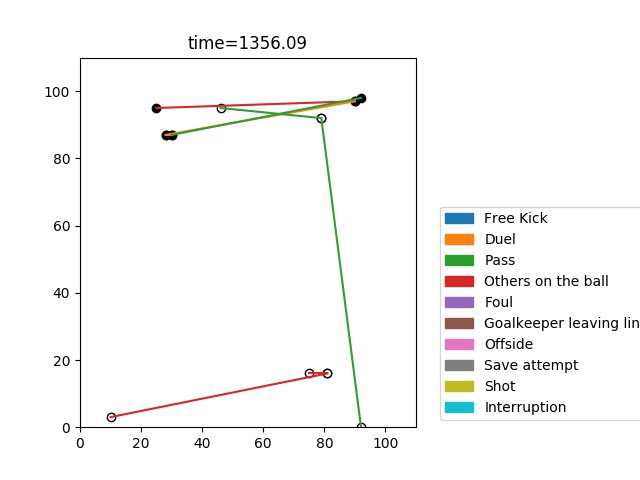 time=1356.09
100
80
60
40
20
0
0 20 40 60 80 100
Free Kick
Duel
Pass
Others on the ball
Foul
Goalkeeper leaving lin
Offside
Save attempt
Shot
Interruption